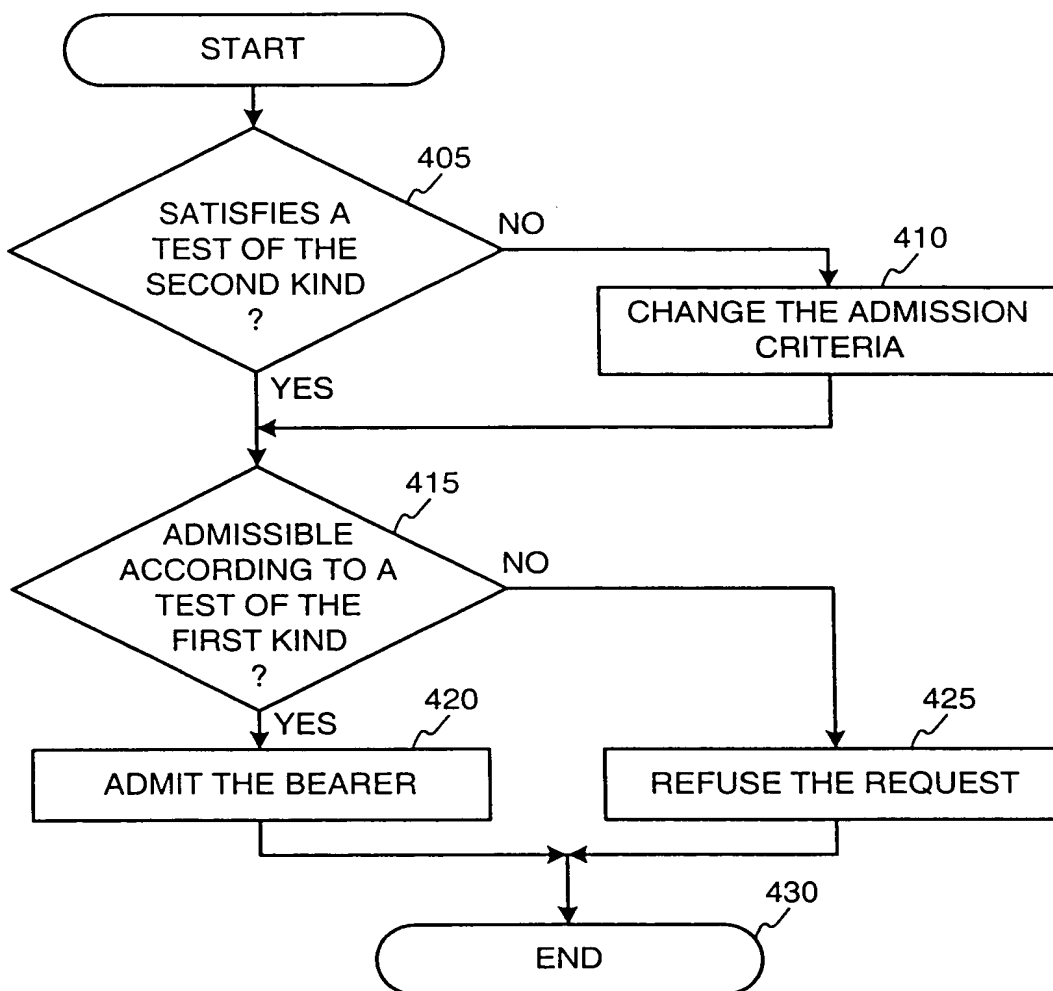 START
405
SATISFIES A
TEST OF THE
SECOND KIND
?
NO
410
CHANGE THE ADMISSION
CRITERIA
YES
415
ADMISSIBLE
ACCORDING TO A
TEST OF THE
FIRST KIND
?
NO
YES
420
ADMIT THE BEARER
425
REFUSE THE REQUEST
430
END